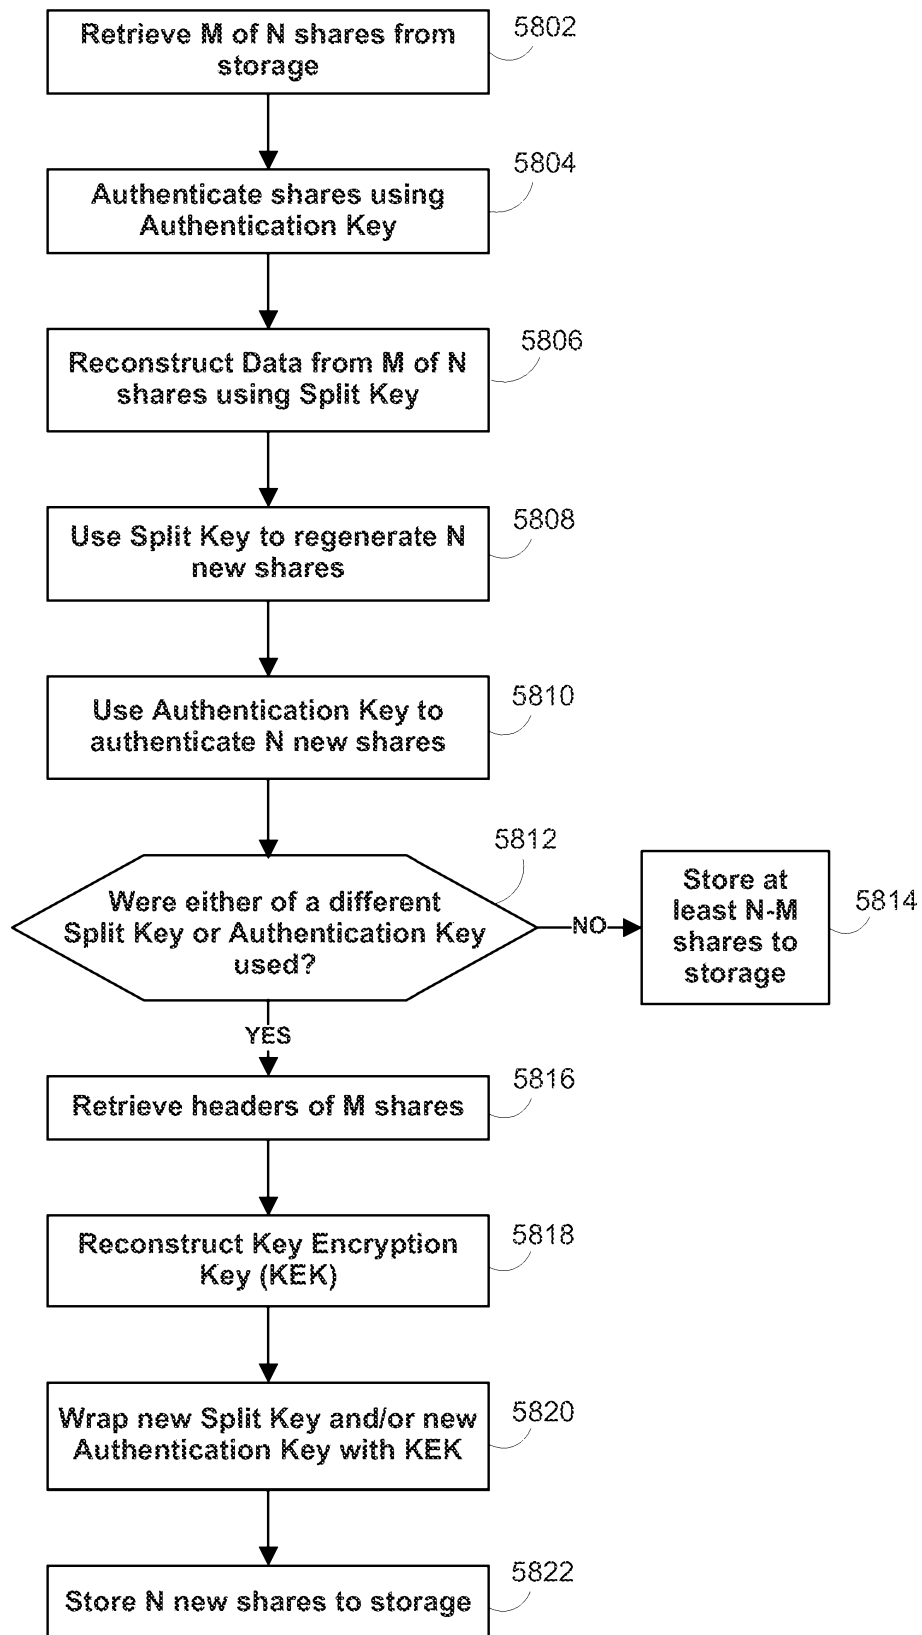 Retrieve M of N shares from
storage
5802
Authenticate shares using
Authentication Key
5804
Reconstruct Data from M of N
shares using Split Key
5806
Use Split Key to regenerate N
new shares
5808
Use Authentication Key to
authenticate N new shares
5810
Were either of a different
Split Key or Authentication Key
used?
5812
NO
Store at
least N-M
shares to
storage
5814
YES
Retrieve headers of M shares
5816
Reconstruct Key Encryption
Key (KEK)
5818
Wrap new Split Key and/or new
Authentication Key with KEK
5820
Store N new shares to storage
5822